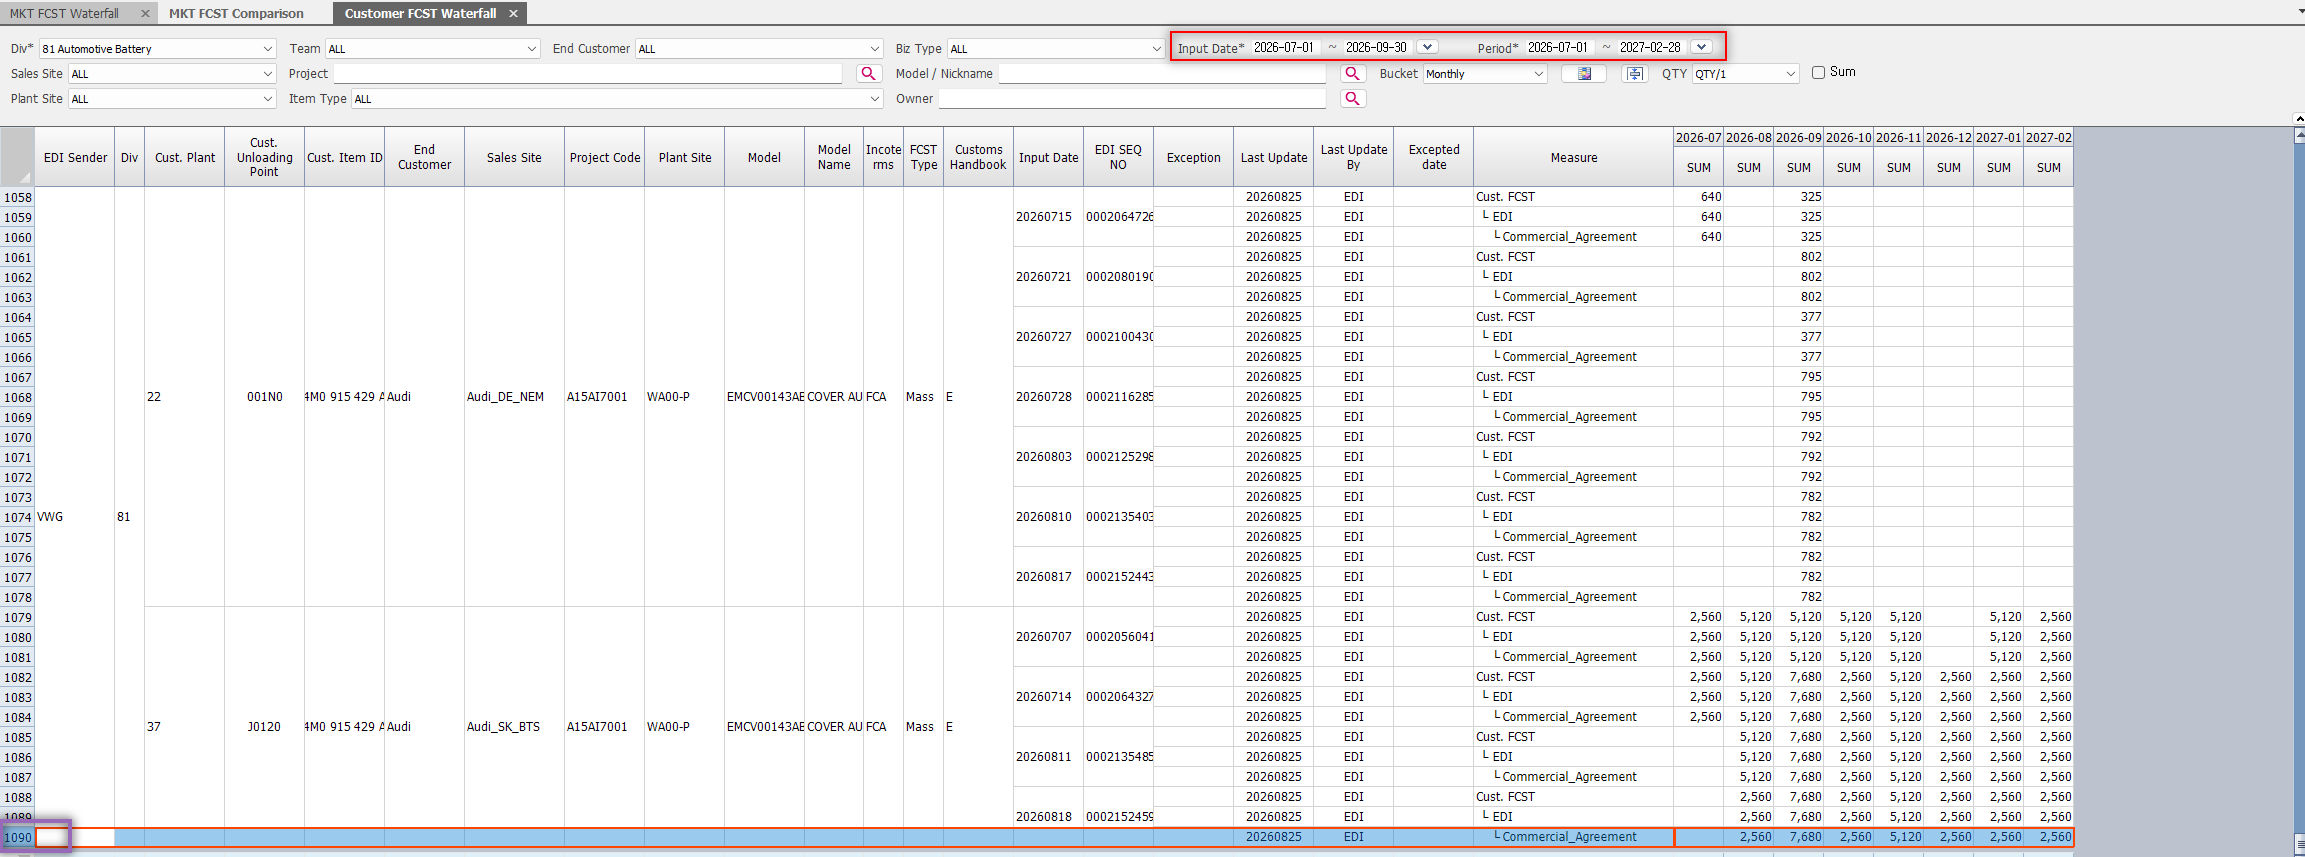 MKT FCST Waterfall ✕ MKT FCST Comparison Customer FCST Waterfall ✕
Div* 81 Automotive Battery Team ALL End Customer ALL Biz Type ALL Input Date* 2026-07-01 ~ 2026-09-30 Period* 2026-07-01 ~ 2027-02-28
Sales Site ALL Project Model / Nickname Bucket Monthly QTY QTY/1 Sum
Plant Site ALL Item Type ALL Owner
EDI Sender Div Cust. Plant Cust. Unloading Point Cust. Item ID End Customer Sales Site Project Code Plant Site Model Model Name Incoterms FCST Type Customs Handbook Input Date EDI SEQ NO Exception Last Update Last Update By Excepted date Measure 2026-07 2026-08 2026-09 2026-10 2026-11 2026-12 2027-01 2027-02
SUM SUM SUM SUM SUM SUM SUM SUM
1058 20260825 EDI Cust. FCST 640 325
1059 20260715 0002064726 20260825 EDI └ EDI 640 325
1060 20260825 EDI └ Commercial_Agreement 640 325
1061 20260825 EDI Cust. FCST 802
1062 20260721 0002080190 20260825 EDI └ EDI 802
1063 20260825 EDI └ Commercial_Agreement 802
1064 20260825 EDI Cust. FCST 377
1065 20260727 0002100430 20260825 EDI └ EDI 377
1066 20260825 EDI └ Commercial_Agreement 377
1067 20260825 EDI Cust. FCST 795
1068 22 001N0 4M0 915 429 A Audi Audi_DE_NEM A15AI7001 WA00-P EMCV00143AE COVER AU FCA Mass E 20260728 0002116285 20260825 EDI └ EDI 795
1069 20260825 EDI └ Commercial_Agreement 795
1070 20260825 EDI Cust. FCST 792
1071 20260803 0002125298 20260825 EDI └ EDI 792
1072 20260825 EDI └ Commercial_Agreement 792
1073 20260825 EDI Cust. FCST 782
1074 VWG 81 20260810 0002135403 20260825 EDI └ EDI 782
1075 20260825 EDI └ Commercial_Agreement 782
1076 20260825 EDI Cust. FCST 782
1077 20260817 0002152443 20260825 EDI └ EDI 782
1078 20260825 EDI └ Commercial_Agreement 782
1079 20260825 EDI Cust. FCST 2,560 5,120 5,120 5,120 5,120 5,120 2,560
1080 20260707 0002056041 20260825 EDI └ EDI 2,560 5,120 5,120 5,120 5,120 5,120 2,560
1081 20260825 EDI └ Commercial_Agreement 2,560 5,120 5,120 5,120 5,120 5,120 2,560
1082 20260825 EDI Cust. FCST 2,560 5,120 7,680 2,560 5,120 2,560 2,560 2,560
1083 20260714 0002064327 20260825 EDI └ EDI 2,560 5,120 7,680 2,560 5,120 2,560 2,560 2,560
1084 20260825 EDI └ Commercial_Agreement 2,560 5,120 7,680 2,560 5,120 2,560 2,560 2,560
37 J0120 4M0 915 429 A Audi Audi_SK_BTS A15AI7001 WA00-P EMCV00143AE COVER AU FCA Mass E
1085 20260825 EDI Cust. FCST 5,120 7,680 2,560 5,120 2,560 2,560 2,560
1086 20260811 0002135485 20260825 EDI └ EDI 5,120 7,680 2,560 5,120 2,560 2,560 2,560
1087 20260825 EDI └ Commercial_Agreement 5,120 7,680 2,560 5,120 2,560 2,560 2,560
1088 20260825 EDI Cust. FCST 2,560 7,680 2,560 5,120 2,560 2,560 2,560
1089 20260818 0002152459 20260825 EDI └ EDI 2,560 7,680 2,560 5,120 2,560 2,560 2,560
1090 20260825 EDI └ Commercial_Agreement 2,560 7,680 2,560 5,120 2,560 2,560 2,560